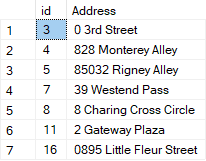 id Address
1 3 0 3rd Street
2 4 828 Monterey Alley
3 5 85032 Rigney Alley
4 7 39 Westend Pass
5 8 8 Charing Cross Circle
6 11 2 Gateway Plaza
7 16 0895 Little Fleur Street